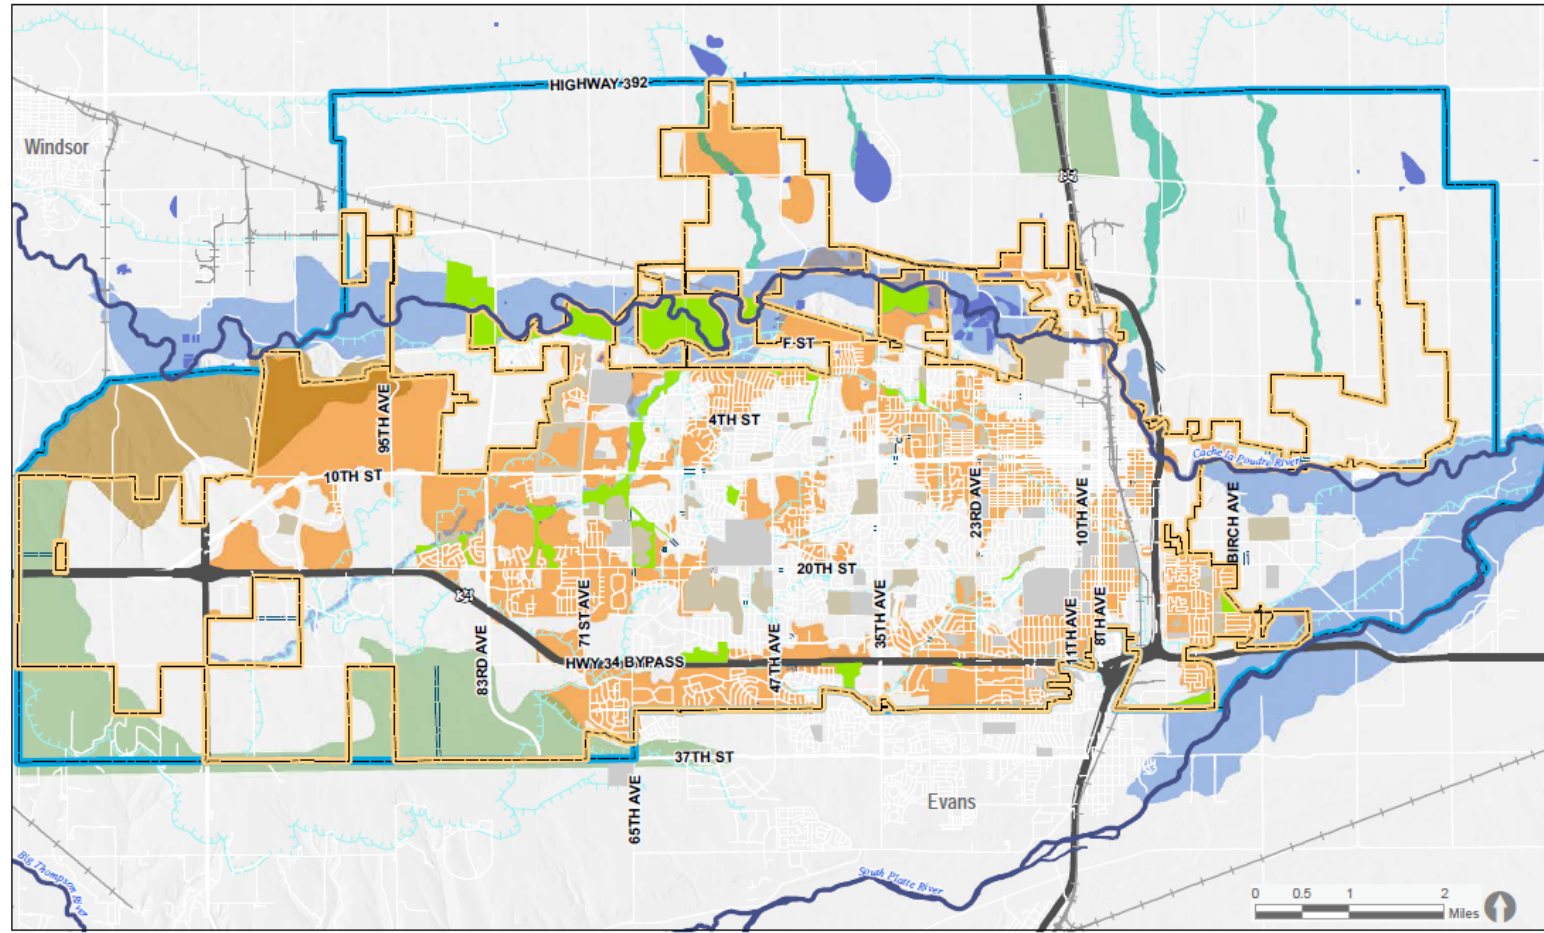 HIGHWAY 392
Windsor
85
F ST
95TH AVE
4TH ST
10TH ST
Cache la Poudre River
23RD AVE
10TH AVE
BIRCH AVE
20TH ST
34
71ST AVE
35TH AVE
11TH AVE
8TH AVE
83RD AVE
47TH AVE
HWY 34 BYPASS
37TH ST
65TH AVE
Evans
Big Thompson River
South Platte River
0 0.5 1 2
Miles